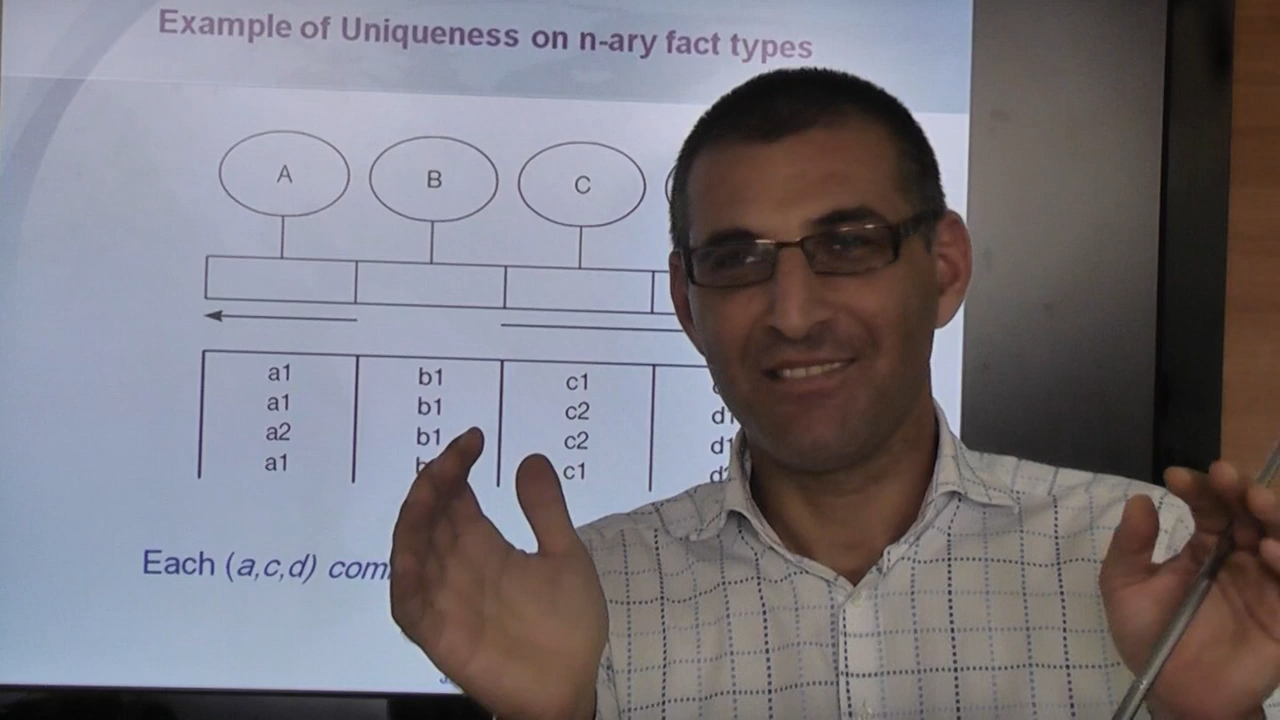 Example of Uniqueness on n-ary fact types
A B C
a1 b1 c1
a1 b1 c2 d1
a2 b1 c2 d1
a1 c1
Each (a,c,d)